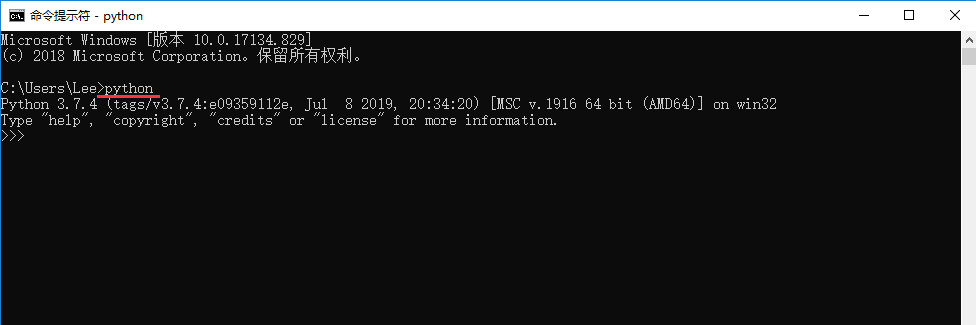 命令提示符 - python
Microsoft Windows [版本 10.0.17134.829]
(c) 2018 Microsoft Corporation。保留所有权利。
C:\Users\Lee>python
Python 3.7.4 (tags/v3.7.4:e09359112e, Jul  8 2019, 20:34:20) [MSC v.1916 64 bit (AMD64)] on win32
Type "help", "copyright", "credits" or "license" for more information.
>>>